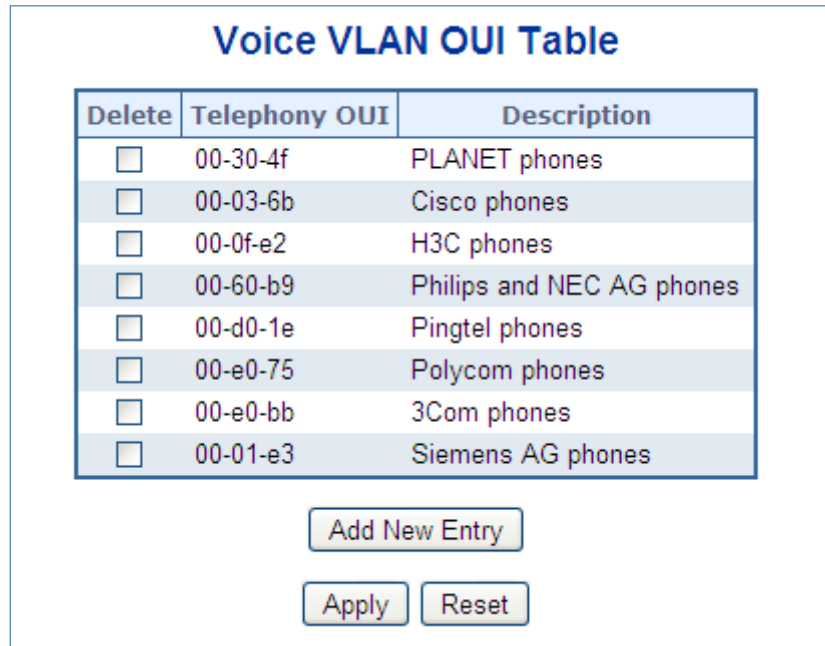 Voice VLAN OUI Table
Delete Telephony OUI Description
00-30-4f PLANET phones
00-03-6b Cisco phones
00-0f-e2 H3C phones
00-60-b9 Philips and NEC AG phones
00-d0-1e Pingtel phones
00-e0-75 Polycom phones
00-e0-bb 3Com phones
00-01-e3 Siemens AG phones
Add New Entry
Apply Reset